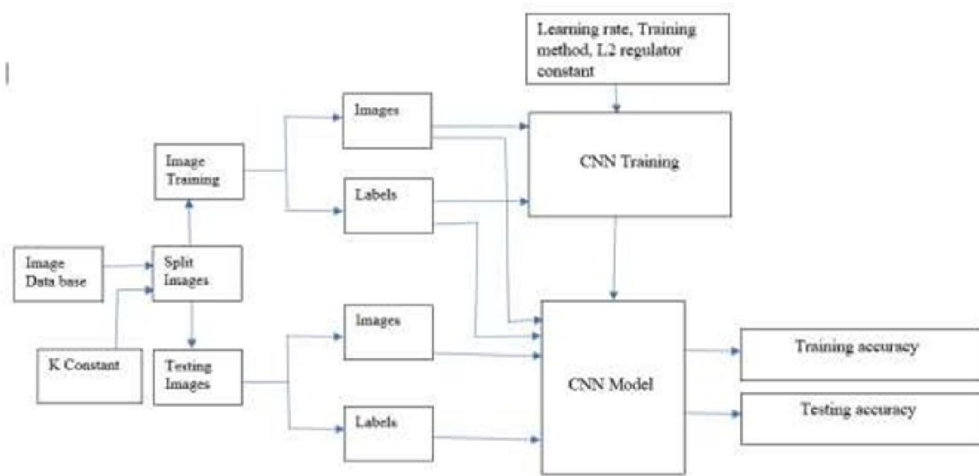 Learning rate, Training
method, L2 regulator
constant
Images
CNN Training
Image
Training
Labels
Image
Data base
Split
Images
Images
K Constant
Testing
Images
CNN Model
Training accuracy
Testing accuracy
Labels